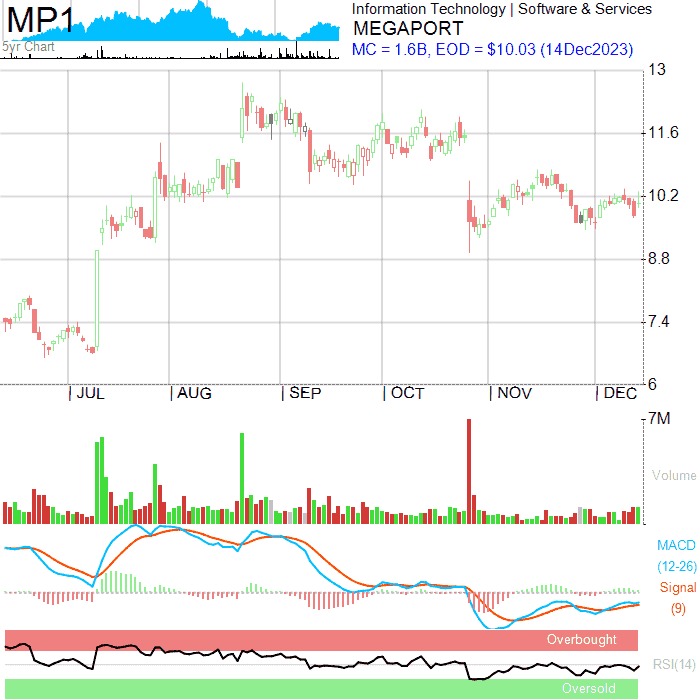 MP1
5yr Chart
Information Technology | Software & Services
MEGAPORT
MC = 1.6B, EOD = $10.03 (14Dec2023)
13
11.6
10.2
8.8
7.4
6
| JUL | AUG | SEP | OCT | NOV | DEC
7M
Volume
MACD
(12-26)
Signal
(9)
Overbought
RSI(14)
Oversold